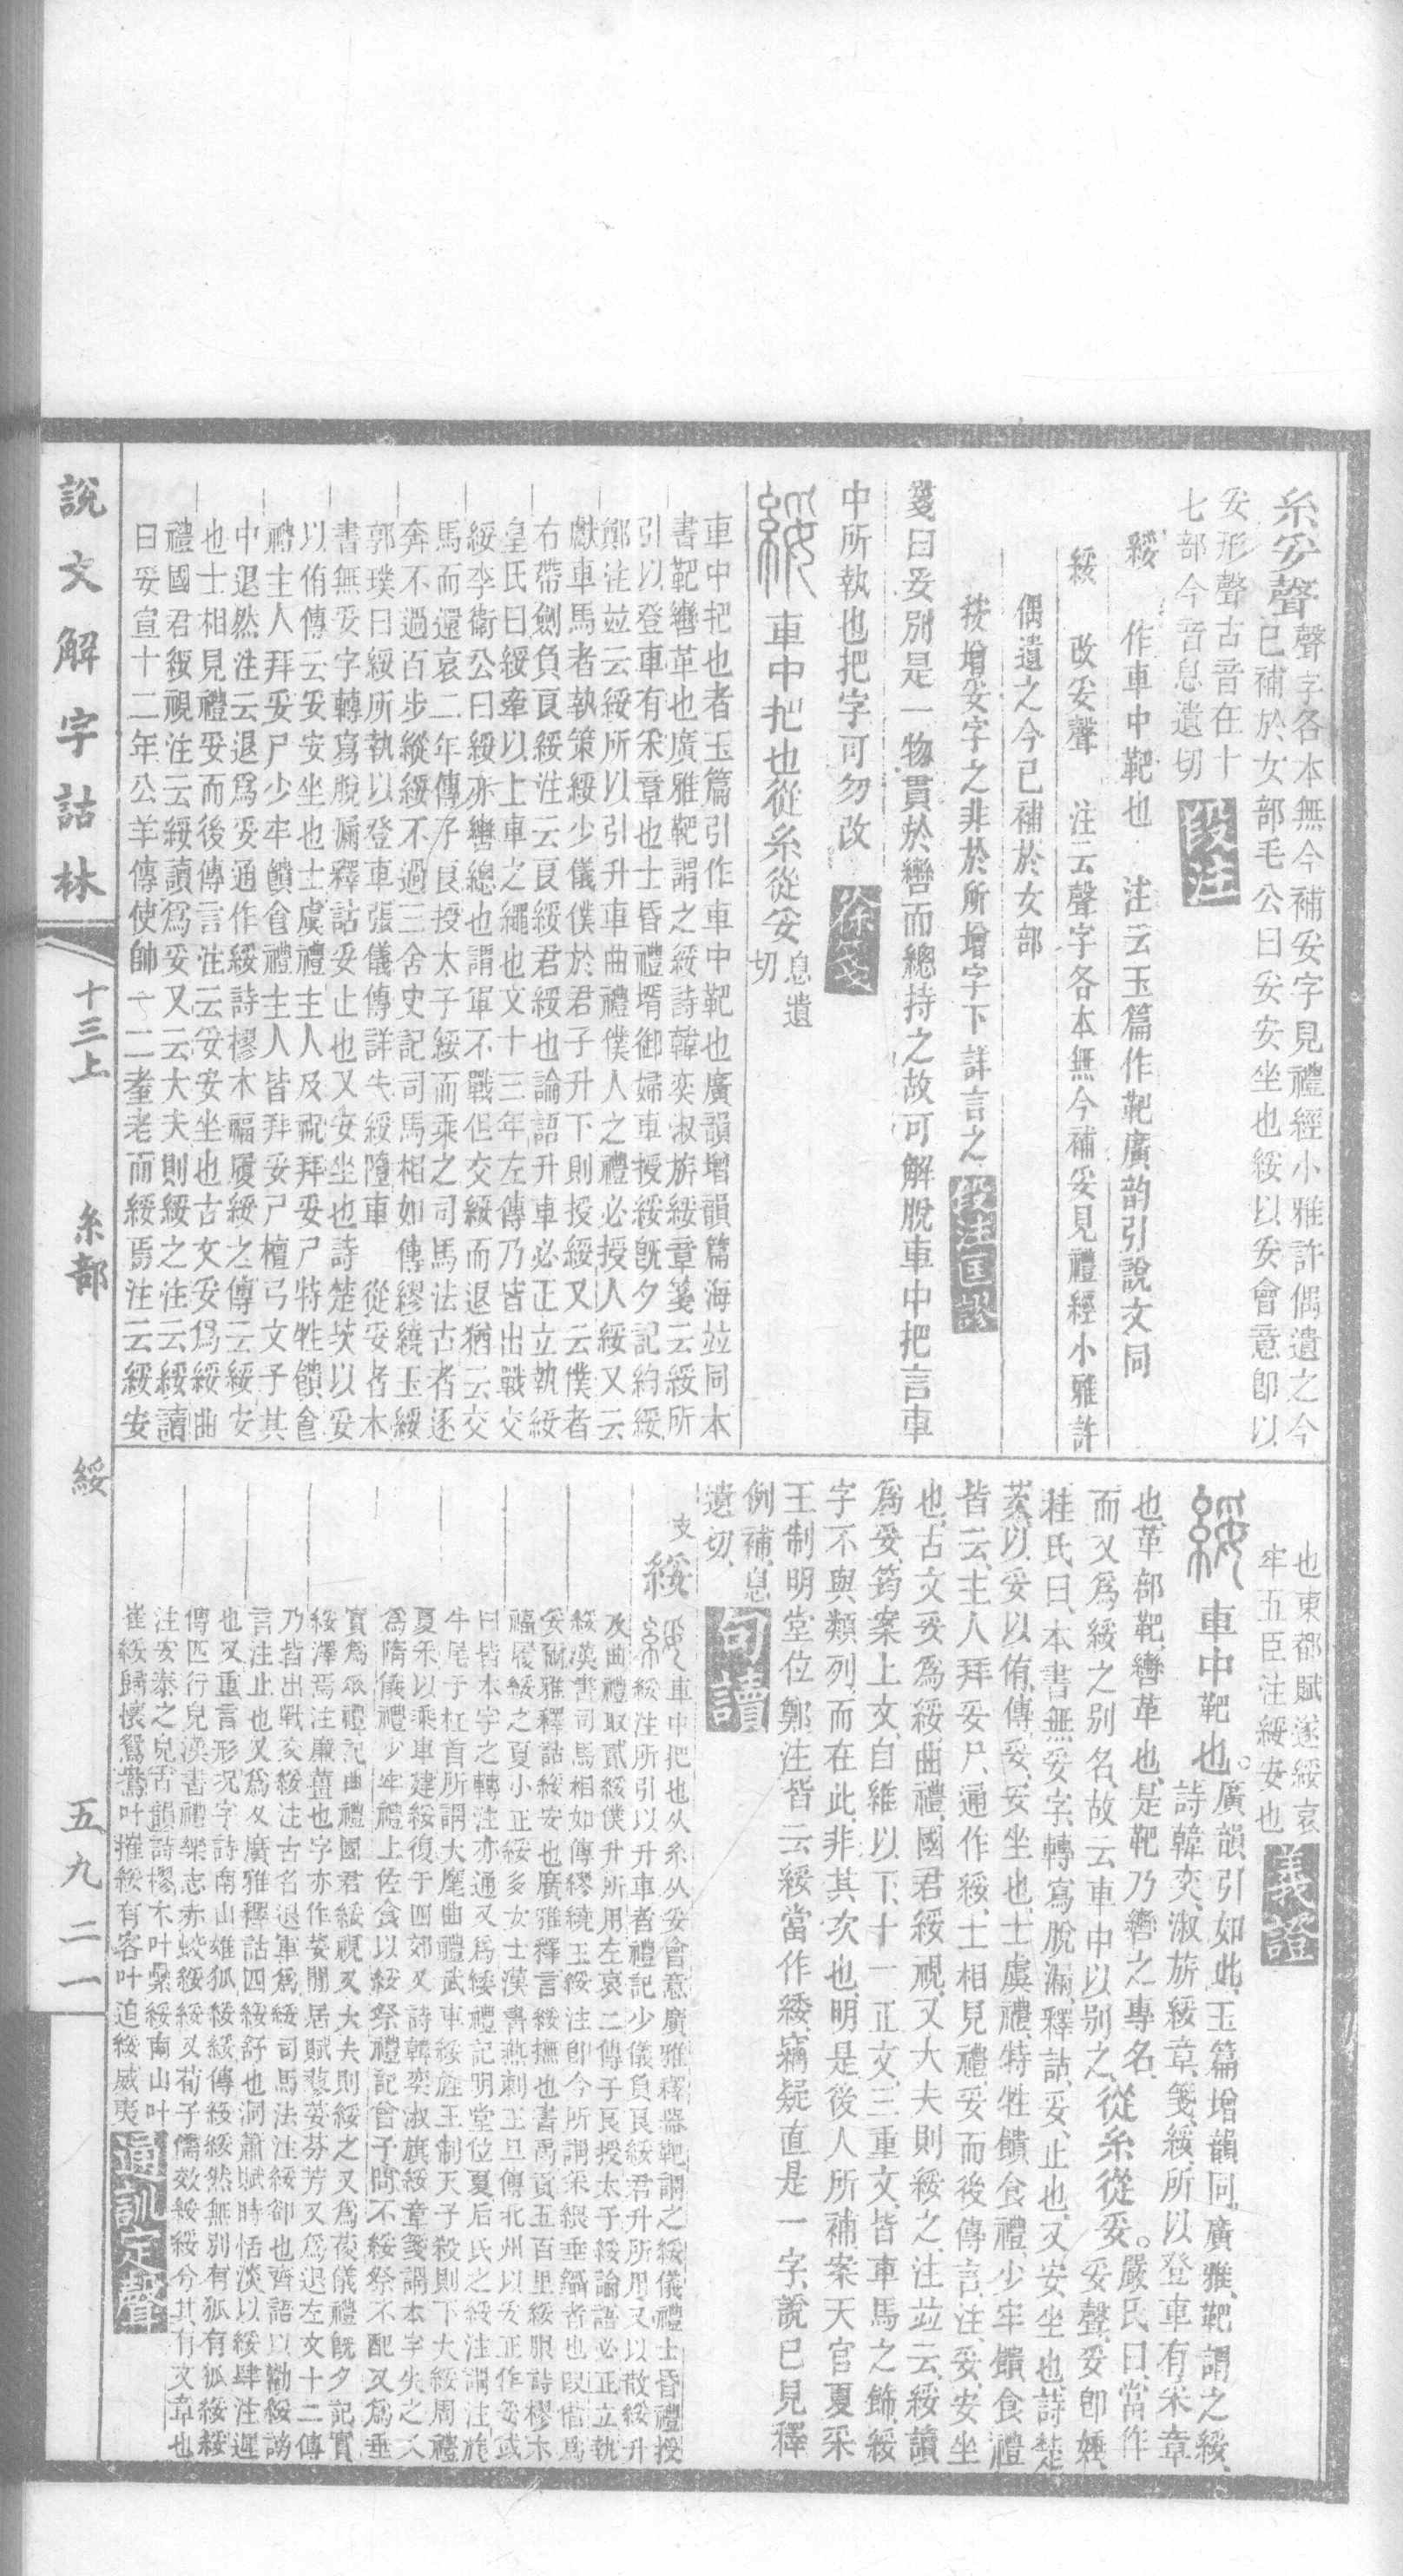 糸妥聲聲字各本無今補妥字見禮經小雅許偶遺之今
已補於女部毛公曰妥安坐也綏以妥會意卽以
妥形聲古音在十
七部今音息遺切
段注
綏 作車中靶也 注云玉篇作靶廣韵引說文同
綏 改妥聲 注云聲字各本無今補妥見禮經小雅許
偶遺之今已補於女部
按增妥字之非於所增字下詳言之
段注匡謬
箋曰妥別是一物貫於轡而總持之故可解脫車中把言車
中所執也把字可勿改
徐箋
綏 車中把也從糸從妥息遺
切
車中把也者玉篇引作車中靶也廣韻增韻篇海竝同本
書靶轡革也廣雅靶謂之綏詩韓奕淑旂綏章箋云綏所
引以登車有采章也士昏禮壻御婦車授綏旣夕記約綏
鄭注竝云綏所以引升車曲禮僕人之禮必授人綏又云
獻車馬者執策綏少儀僕於君子升下則授綏又云僕者
右帶劍負良綏注云良綏君綏也論語升車必正立執綏
皇氏曰綏牽以上車之繩也文十三年左傳乃皆出戰交
綏李衛公曰綏亦轡總也謂軍不戰但交綏而退猶云交
馬而還哀二年傳子良授太子綏而乘之司馬法古者逐
奔不過百步縱綏不過三舍史記司馬相如傳繆繞玉綏
郭璞曰綏所執以登車張儀傳詳失綏墮車 從妥者本
書無妥字轉寫脫漏釋詁妥止也又安坐也詩楚茨以妥
以侑傳云妥安坐也士虞禮主人及祝拜妥尸特牲饋食
禮主人拜妥尸少牢饋食禮主人皆拜妥尸檀弓文子其
中退然注云退爲妥通作綏詩樛木福履綏之傳云綏安
也士相見禮妥而後傳言注云妥安坐也古文妥爲綏曲
禮國君綏視注云綏讀爲妥又云大夫則綏之注云綏讀
曰妥宣十二年公羊傳使帥一二耋老而綏焉注云綏安
也東都賦遂綏哀
牢五臣注綏安也
義證
綏 車中靶也。廣韻引如此、玉篇增韻同、廣雅、靶謂之綏、
詩韓奕、淑旂綏章、箋、綏、所以登車有采章
也、革部靶、轡革也、是靶乃轡之專名、
而又爲綏之別名、故云車中以別之、從糸從妥。嚴氏曰、當作
妥聲、妥卽𡜊、
桂氏曰、本書無妥字、轉寫脫漏、釋詁、妥、止也、又、安坐也、詩楚
茨、以妥以侑、傳、妥、安坐也、士虞禮、特牲饋食禮、少牢饋食禮
皆云、主人拜妥尸、通作綏、士相見禮、妥而後傳言、注、妥、安坐
也、古文妥爲綏、曲禮、國君綏視、又大夫則綏之、注竝云、綏讀
爲妥、筠案、上文、自維以下、十一正文、三重文、皆車馬之飾、綏
字不與類列、而在此、非其次也、明是後人所補、案天官夏采
王制明堂位鄭注皆云綏當作緌、竊疑直是一字、說已見釋
例補、息
遺切、
句讀
支
綏 車中把也从糸从妥會意廣雅釋器靶謂之綏儀禮士昏禮授
綏注所引以升車者禮記少儀負良綏君升所用又以散綏升
及曲禮取貳綏僕升所用左哀二傳子良授太子綏論語必正立執
綏漢書司馬相如傳繆繞玉綏注卽今所謂采綟垂鑷者也叚借爲
妥爾雅釋詁綏安也廣雅釋言綏撫也書禹貢五百里綏服詩樛木
福履綏之夏小正綏多女士漢書燕刺王旦傳北州以妥正作妥或
曰皆本字之轉注亦通又爲緌禮記明堂位夏后氏之綏注謂注旄
牛尾于杠首所謂大麾曲禮武車綏旌王制天子殺則下大綏周禮
夏采以乘車建綏復于四郊又詩韓奕淑旗綏章箋謂本字失之又
爲隋儀禮少牢禮上佐食以綏祭禮記曾子問不綏祭不配又爲垂
實爲𠂹禮記曲禮國君綏視又大夫則綏之又爲荽儀禮旣夕記實
綏澤焉注廉薑也字亦作荽閒居賦蓼荽芬芳又爲退左文十二傳
乃皆出戰交綏注古名退軍爲綏司馬法注綏卻也齊語以勸綏謗
言注止也又爲夊廣雅釋詁四綏舒也洞簫賦時恬淡以綏肆注遲
也又重言形況字詩南山雄狐綏綏傳綏綏然無別有狐有狐綏綏
傳匹行皃漢書禮樂志赤蛟綏綏又荀子儒效綏綏兮其有文章也
注安泰之皃古韻詩樛木叶纍綏南山叶
崔綏歸懷鴛鴦叶摧綏有客叶追綏威夷
通訓定聲
說文解字詁林
十三上
糸部
綏
五九二一